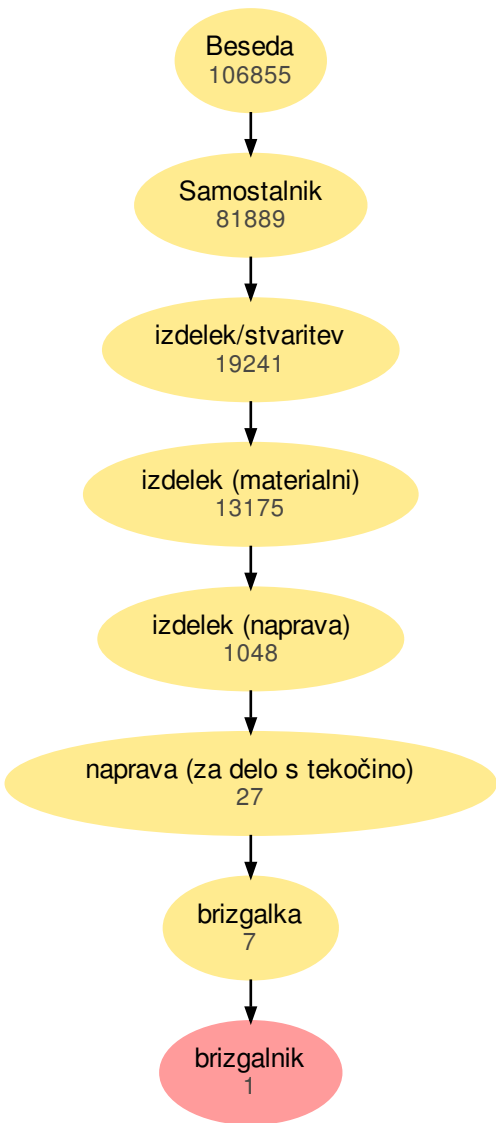 Beseda
106855
Samostalnik
81889
izdelek/stvaritev
19241
izdelek (materialni)
13175
izdelek (naprava)
1048
naprava (za delo s tekočino)
27
brizgalka
7
brizgalnik
1